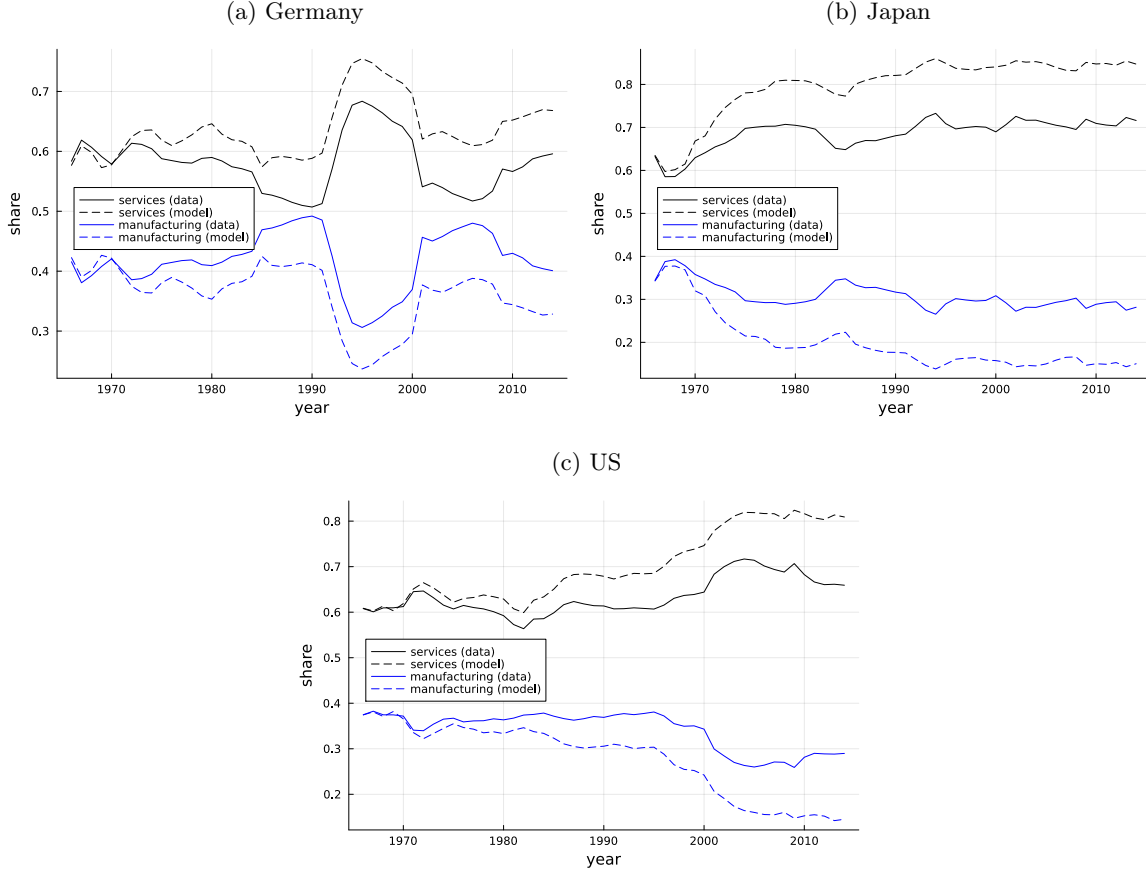 (a) Germany
0.7
0.6
0.5
0.4
0.3
share
services (data)
services (model)
manufacturing (data)
manufacturing (model)
1970 1980 1990 2000 2010
year
(b) Japan
0.8
0.7
0.6
0.5
0.4
0.3
0.2
share
services (data)
services (model)
manufacturing (data)
manufacturing (model)
1970 1980 1990 2000 2010
year
(c) US
0.8
0.7
0.6
0.5
0.4
0.3
0.2
share
services (data)
services (model)
manufacturing (data)
manufacturing (model)
1970 1980 1990 2000 2010
year